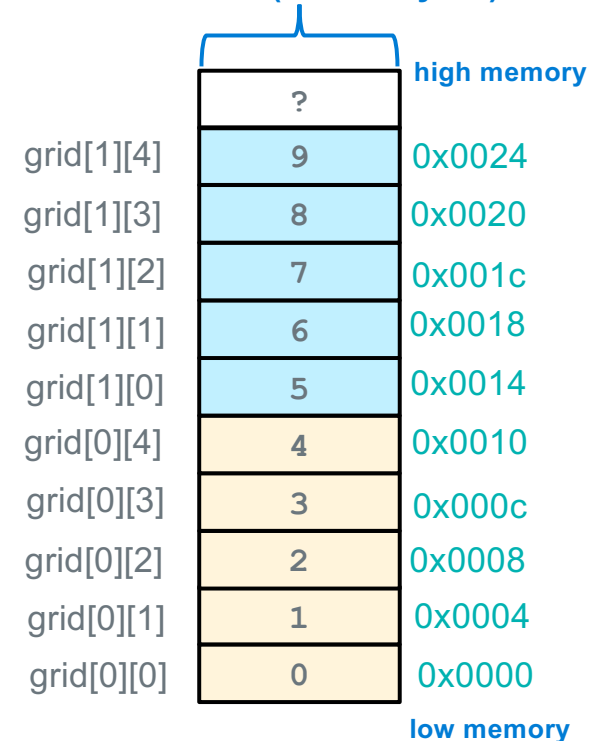 high memory
?
grid[1][4] 9 0x0024
grid[1][3] 8 0x0020
grid[1][2] 7 0x001c
grid[1][1] 6 0x0018
grid[1][0] 5 0x0014
grid[0][4] 4 0x0010
grid[0][3] 3 0x000c
grid[0][2] 2 0x0008
grid[0][1] 1 0x0004
grid[0][0] 0 0x0000
low memory